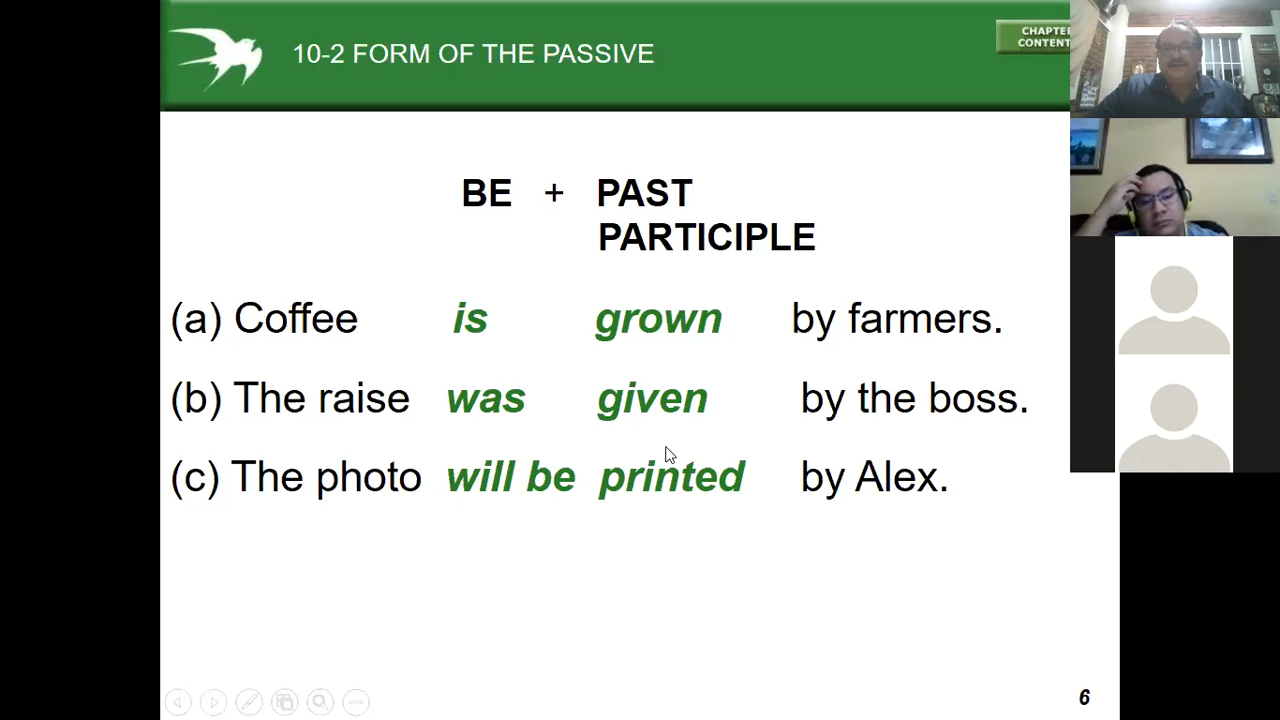 10-2 FORM OF THE PASSIVE
CHAPTER
CONTENT
BE + PAST
PARTICIPLE
(a) Coffee is grown by farmers.
(b) The raise was given by the boss.
(c) The photo will be printed by Alex.
6